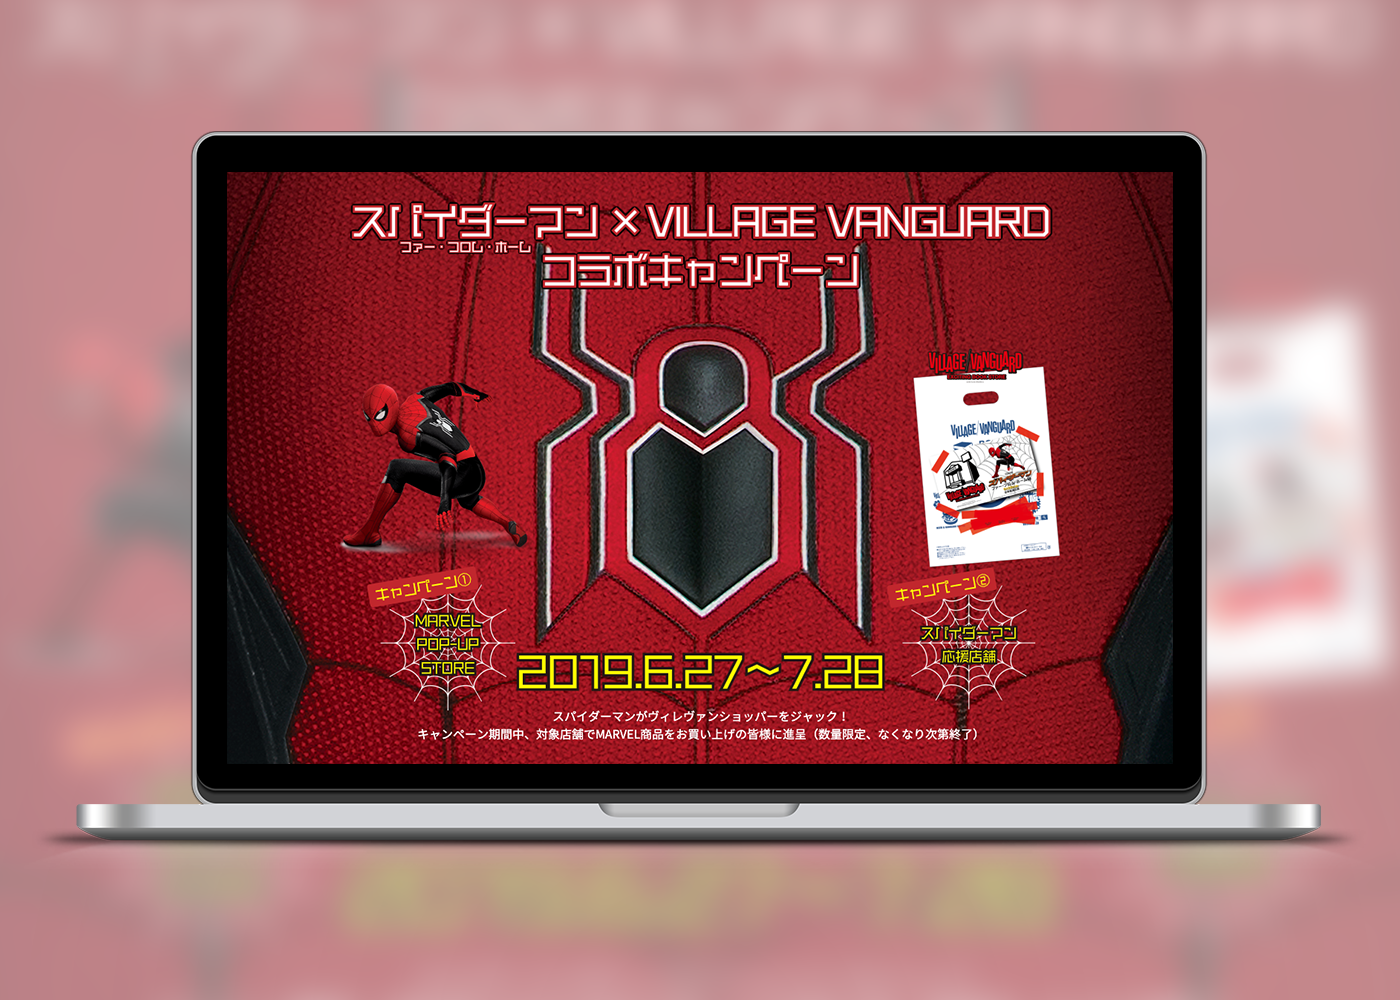 スパイダーマン × VILLAGE VANGUARD
ファー・フロム・ホーム
コラボキャンペーン
VILLAGE/VANGUARD
VILLAGE/VANGUARD
スパイダーマン
キャンペーン①
MARVEL
POP-UP
STORE
キャンペーン②
スパイダーマン
応援店舗
2019.6.27〜7.28
スパイダーマンがヴィレヴァンショッパーをジャック！
キャンペーン期間中、対象店舗でMARVEL商品をお買い上げの皆様に進呈（数量限定、なくなり次第終了）